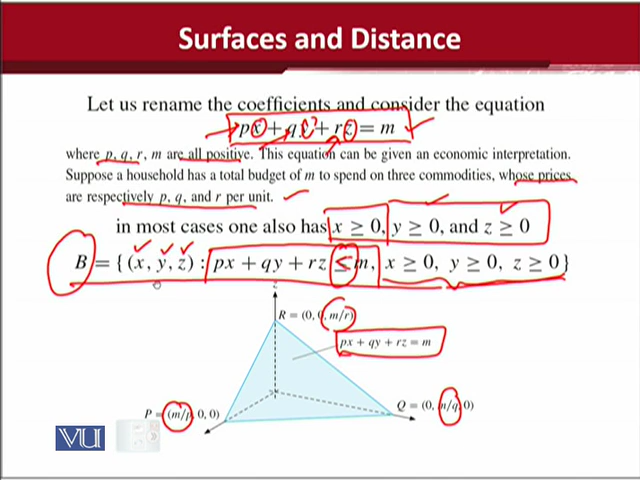 Surfaces and Distance
Let us rename the coefficients and consider the equation
px + qy + rz = m
where p, q, r, m are all positive. This equation can be given an economic interpretation.
Suppose a household has a total budget of m to spend on three commodities, whose prices
are respectively p, q, and r per unit.
in most cases one also has x ≥ 0, y ≥ 0, and z ≥ 0
B = { (x, y, z) : px + qy + rz ≤ m, x ≥ 0, y ≥ 0, z ≥ 0}
z
R = (0, 0, m/r)
px + qy + rz = m
P = (m/p, 0, 0)
Q = (0, m/q, 0)
VU